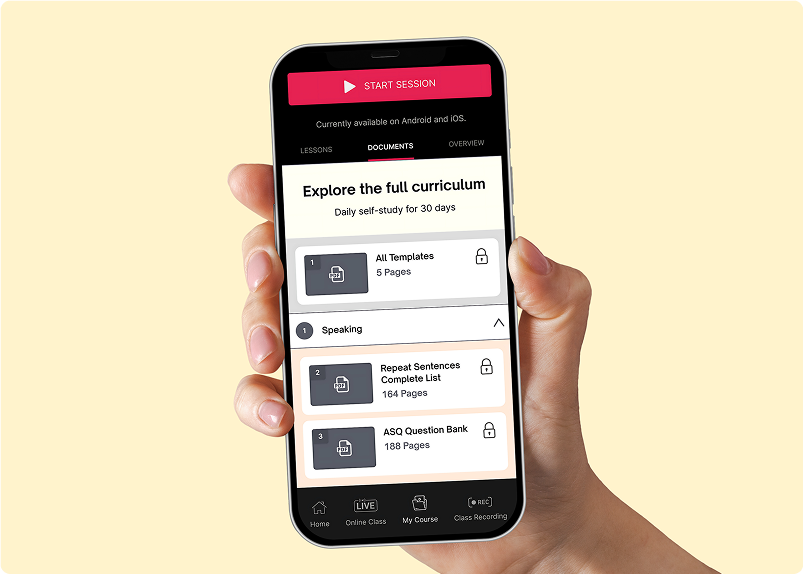 START SESSION
Currently available on Android and iOS.
LESSONS DOCUMENTS OVERVIEW
Explore the full curriculum
Daily self-study for 30 days
1
PDF
All Templates
5 Pages
1 Speaking
2
PDF
Repeat Sentences
Complete List
164 Pages
3
PDF
ASQ Question Bank
188 Pages
LIVE
REC
Home Online Class My Course Class Recording